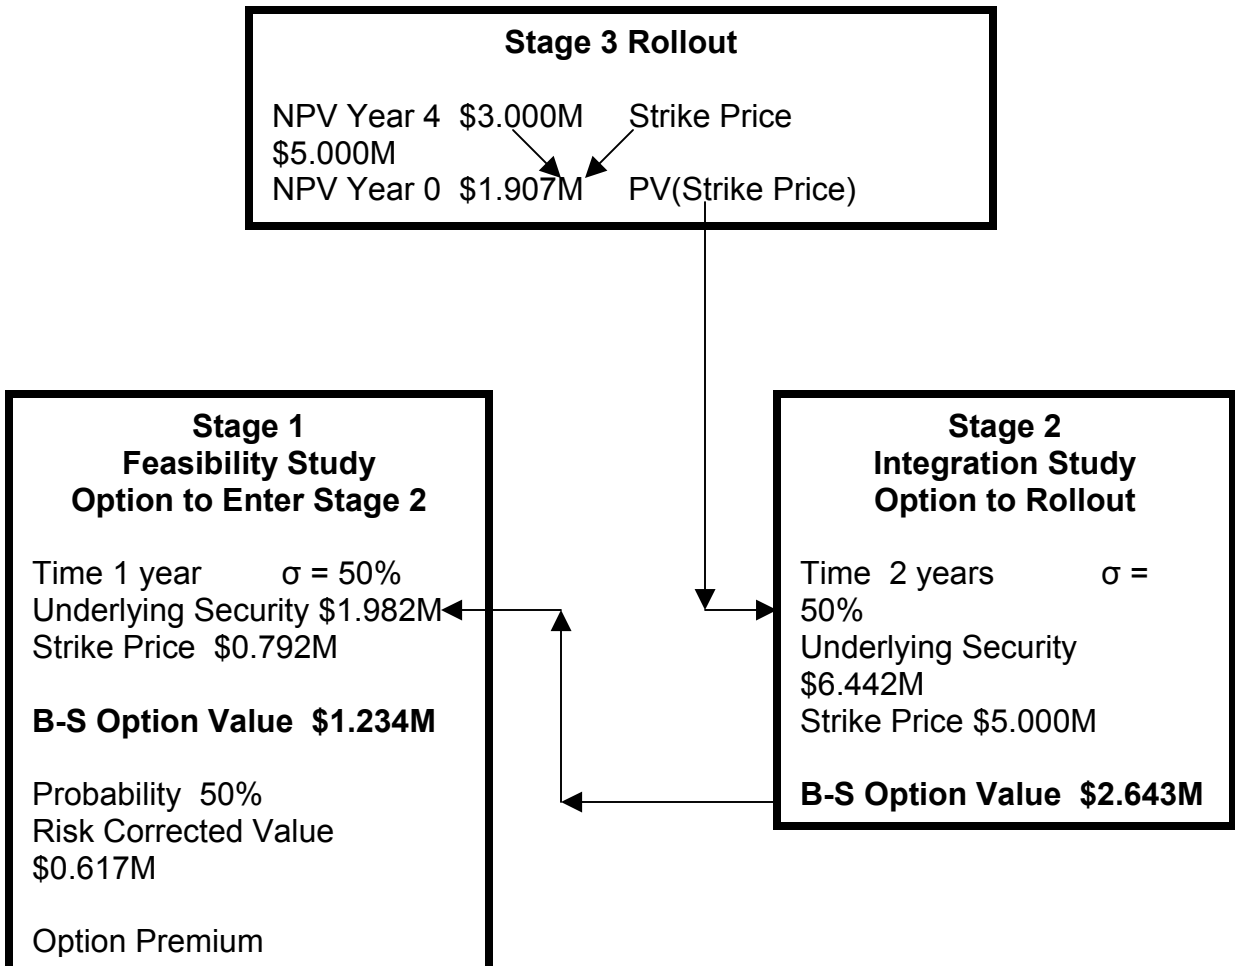 Stage 3 Rollout
NPV Year 4 $3.000M Strike Price
$5.000M
NPV Year 0 $1.907M PV(Strike Price)
Stage 1
Feasibility Study
Option to Enter Stage 2
Time 1 year σ = 50%
Underlying Security $1.982M
Strike Price $0.792M
B-S Option Value $1.234M
Probability 50%
Risk Corrected Value
$0.617M
Option Premium
Stage 2
Integration Study
Option to Rollout
Time 2 years σ =
50%
Underlying Security
$6.442M
Strike Price $5.000M
B-S Option Value $2.643M